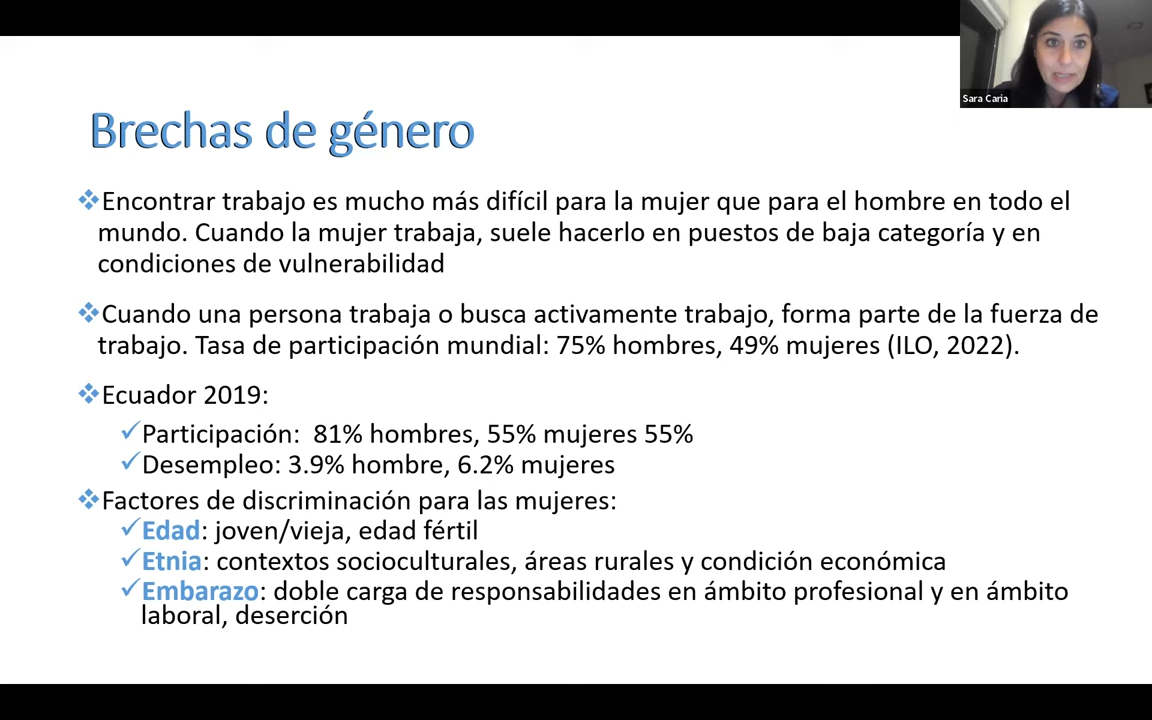 Sara Caria
Brechas de género
Encontrar trabajo es mucho más difícil para la mujer que para el hombre en todo el
mundo. Cuando la mujer trabaja, suele hacerlo en puestos de baja categoría y en
condiciones de vulnerabilidad
Cuando una persona trabaja o busca activamente trabajo, forma parte de la fuerza de
trabajo. Tasa de participación mundial: 75% hombres, 49% mujeres (ILO, 2022).
Ecuador 2019:
Participación: 81% hombres, 55% mujeres 55%
Desempleo: 3.9% hombre, 6.2% mujeres
Factores de discriminación para las mujeres:
Edad: joven/vieja, edad fértil
Etnia: contextos socioculturales, áreas rurales y condición económica
Embarazo: doble carga de responsabilidades en ámbito profesional y en ámbito
laboral, deserción